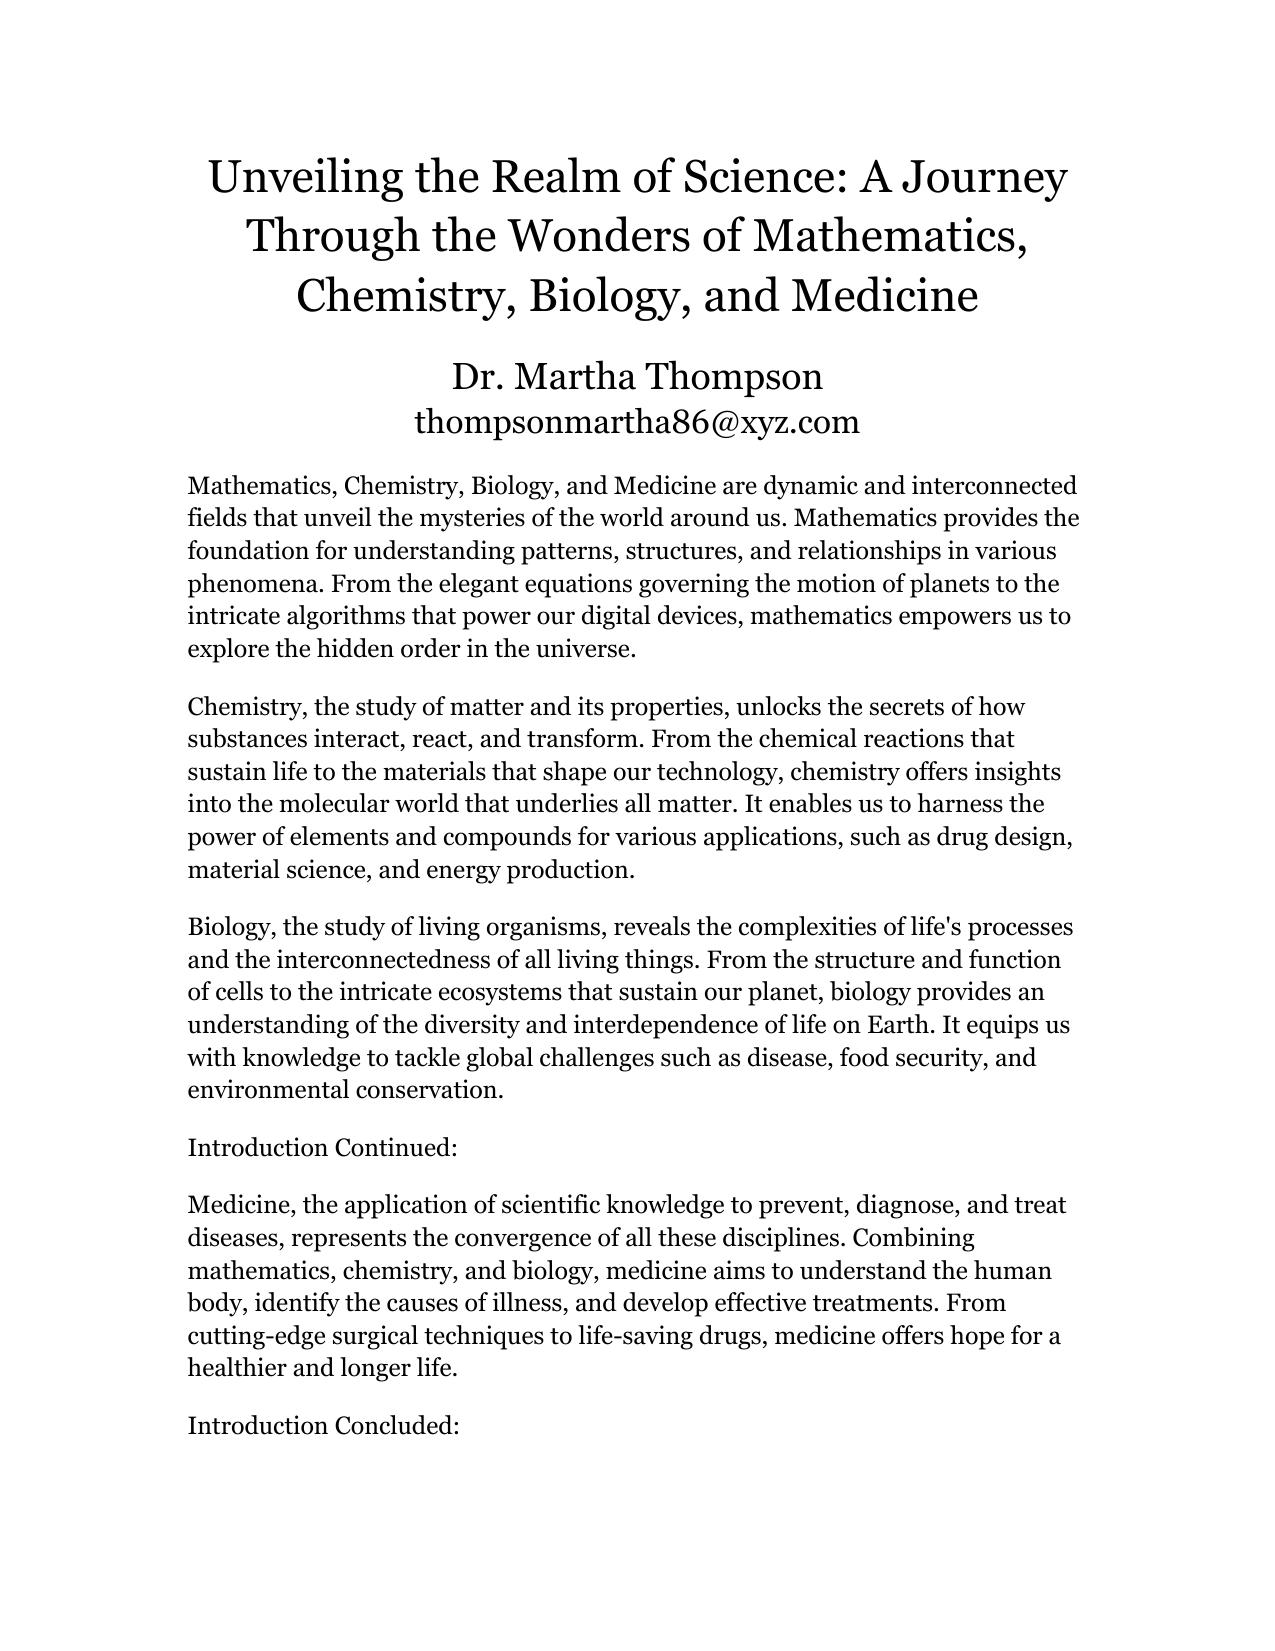 Unveiling the Realm of Science: A Journey
Through the Wonders of Mathematics,
Chemistry, Biology, and Medicine
Dr. Martha Thompson
thompsonmartha86@xyz.com
Mathematics, Chemistry, Biology, and Medicine are dynamic and interconnected
fields that unveil the mysteries of the world around us. Mathematics provides the
foundation for understanding patterns, structures, and relationships in various
phenomena. From the elegant equations governing the motion of planets to the
intricate algorithms that power our digital devices, mathematics empowers us to
explore the hidden order in the universe.
Chemistry, the study of matter and its properties, unlocks the secrets of how
substances interact, react, and transform. From the chemical reactions that
sustain life to the materials that shape our technology, chemistry offers insights
into the molecular world that underlies all matter. It enables us to harness the
power of elements and compounds for various applications, such as drug design,
material science, and energy production.
Biology, the study of living organisms, reveals the complexities of life's processes
and the interconnectedness of all living things. From the structure and function
of cells to the intricate ecosystems that sustain our planet, biology provides an
understanding of the diversity and interdependence of life on Earth. It equips us
with knowledge to tackle global challenges such as disease, food security, and
environmental conservation.
Introduction Continued:
Medicine, the application of scientific knowledge to prevent, diagnose, and treat
diseases, represents the convergence of all these disciplines. Combining
mathematics, chemistry, and biology, medicine aims to understand the human
body, identify the causes of illness, and develop effective treatments. From
cutting-edge surgical techniques to life-saving drugs, medicine offers hope for a
healthier and longer life.
Introduction Concluded: